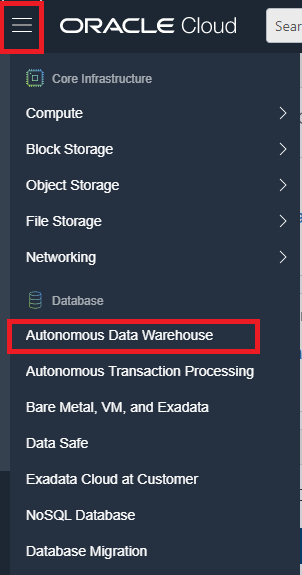 ORACLE Cloud
Sear
Core Infrastructure
Compute
Block Storage
Object Storage
File Storage
Networking
Database
Autonomous Data Warehouse
Autonomous Transaction Processing
Bare Metal, VM, and Exadata
Data Safe
Exadata Cloud at Customer
NoSQL Database
Database Migration